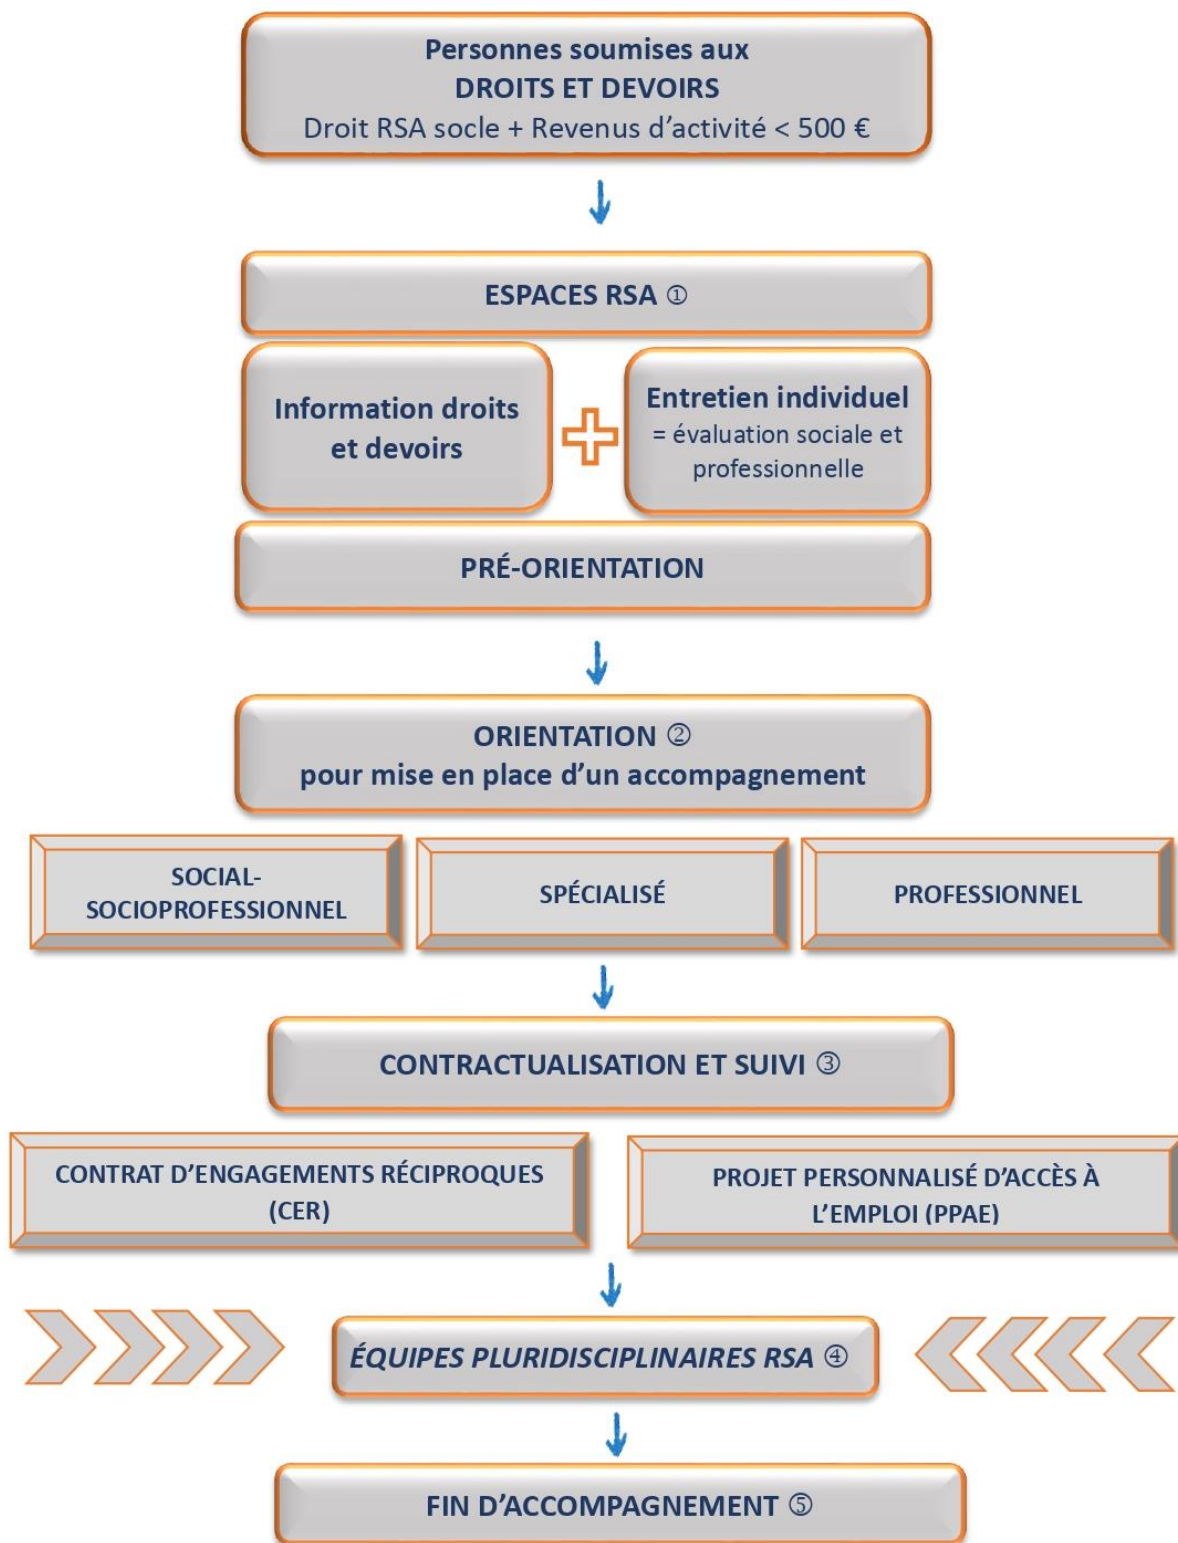 Personnes soumises aux
DROITS ET DEVOIRS
Droit RSA socle + Revenus d’activité < 500 €
ESPACES RSA ①
Information droits
et devoirs
Entretien individuel
= évaluation sociale et
professionnelle
PRÉ-ORIENTATION
ORIENTATION ②
pour mise en place d’un accompagnement
SOCIAL-
SOCIOPROFESSIONNEL
SPÉCIALISÉ
PROFESSIONNEL
CONTRACTUALISATION ET SUIVI ③
CONTRAT D’ENGAGEMENTS RÉCIPROQUES
(CER)
PROJET PERSONNALISÉ D’ACCÈS À
L’EMPLOI (PPAE)
ÉQUIPES PLURIDISCIPLINAIRES RSA ④
FIN D’ACCOMPAGNEMENT ⑤